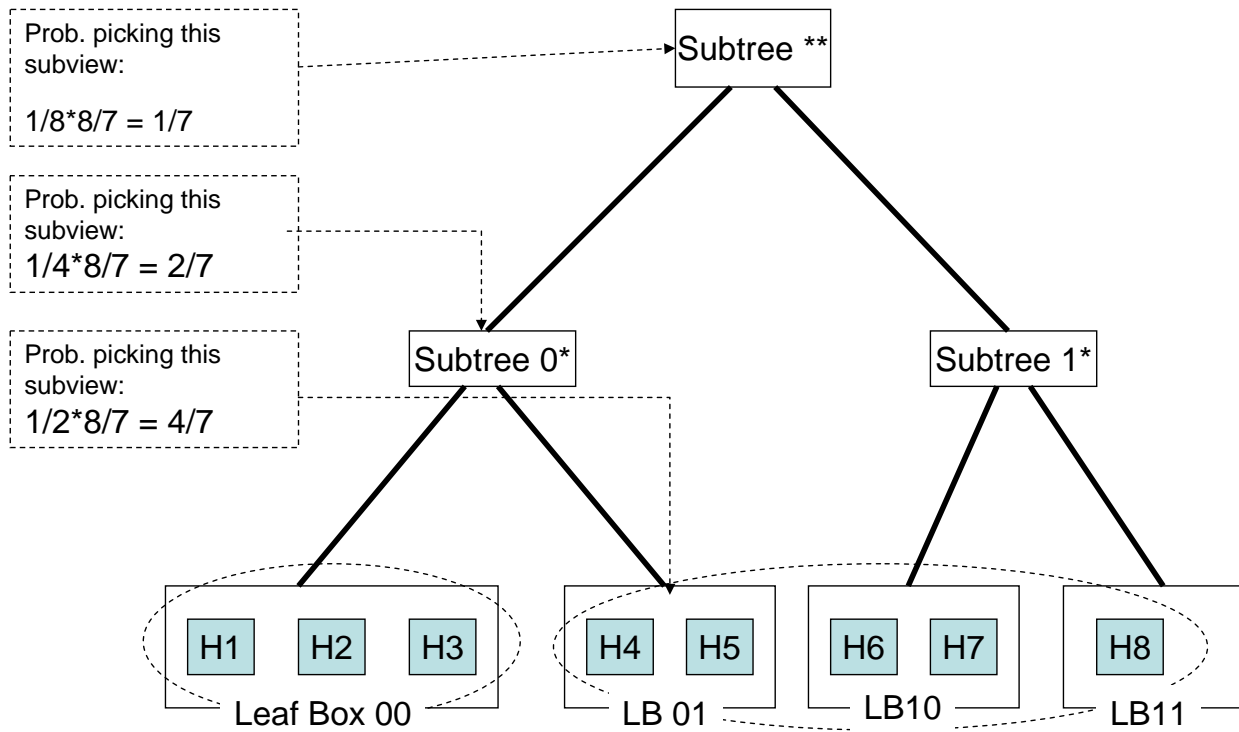 Prob. picking this
subview:
1/8*8/7 = 1/7
Subtree **
Prob. picking this
subview:
1/4*8/7 = 2/7
Prob. picking this
subview:
1/2*8/7 = 4/7
Subtree 0*
Subtree 1*
H1 H2 H3 H4 H5 H6 H7 H8
Leaf Box 00 LB 01 LB10 LB11